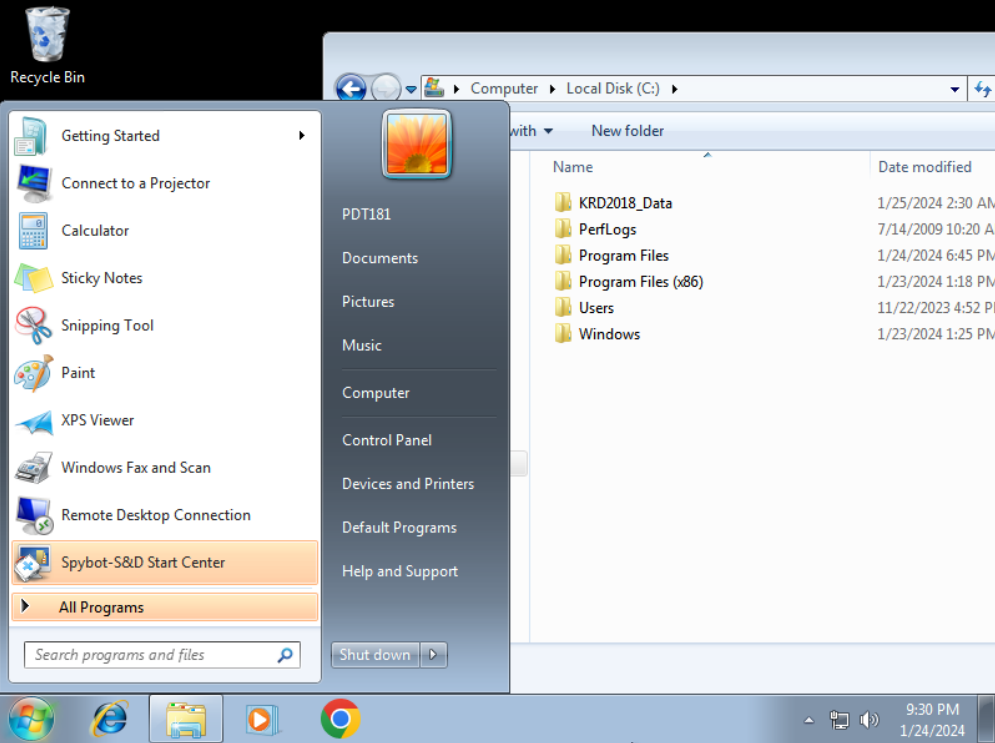 Recycle Bin
Computer
Local Disk (C:)
with
New folder
Name
Date modified
KRD2018_Data
1/25/2024 2:30 AM
PerfLogs
7/14/2009 10:20 A
Program Files
1/24/2024 6:45 PM
Program Files (x86)
1/23/2024 1:18 PM
Users
11/22/2023 4:52 P
Windows
1/23/2024 1:25 PM
Getting Started
Connect to a Projector
Calculator
Sticky Notes
Snipping Tool
Paint
XPS Viewer
Windows Fax and Scan
Remote Desktop Connection
Spybot-S&D Start Center
All Programs
Search programs and files
PDT181
Documents
Pictures
Music
Computer
Control Panel
Devices and Printers
Default Programs
Help and Support
Shut down
9:30 PM
1/24/2024